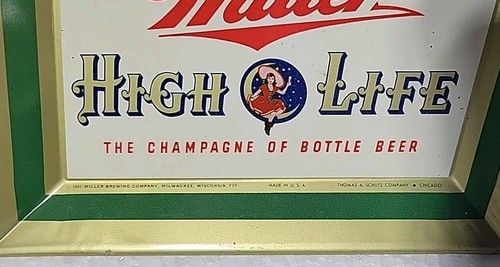 Miller
HIGH LIFE
THE CHAMPAGNE OF BOTTLE BEER
MILLER BREWING COMPANY, MILWAUKEE, WISCONSIN, MADE IN U.S.A. THOMAS A. SCHUTZ COMPANY • CHICAGO